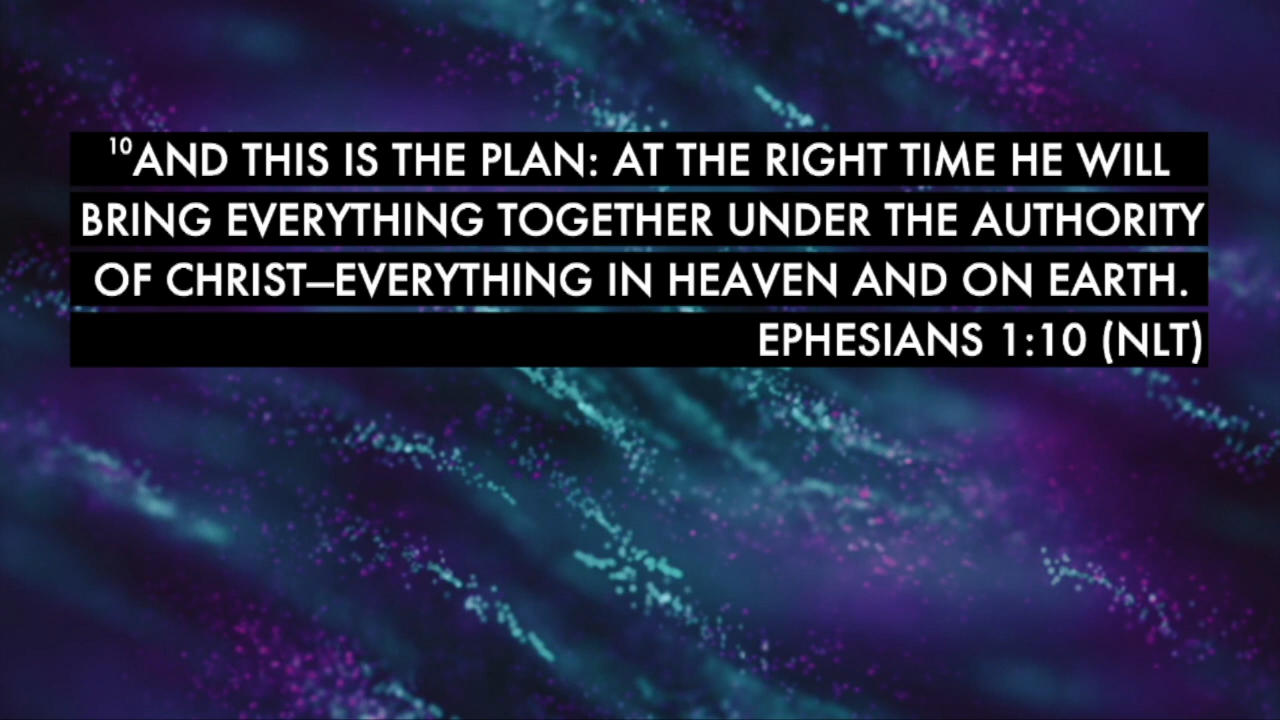 ¹⁰AND THIS IS THE PLAN: AT THE RIGHT TIME HE WILL
BRING EVERYTHING TOGETHER UNDER THE AUTHORITY
OF CHRIST—EVERYTHING IN HEAVEN AND ON EARTH.
EPHESIANS 1:10 (NLT)